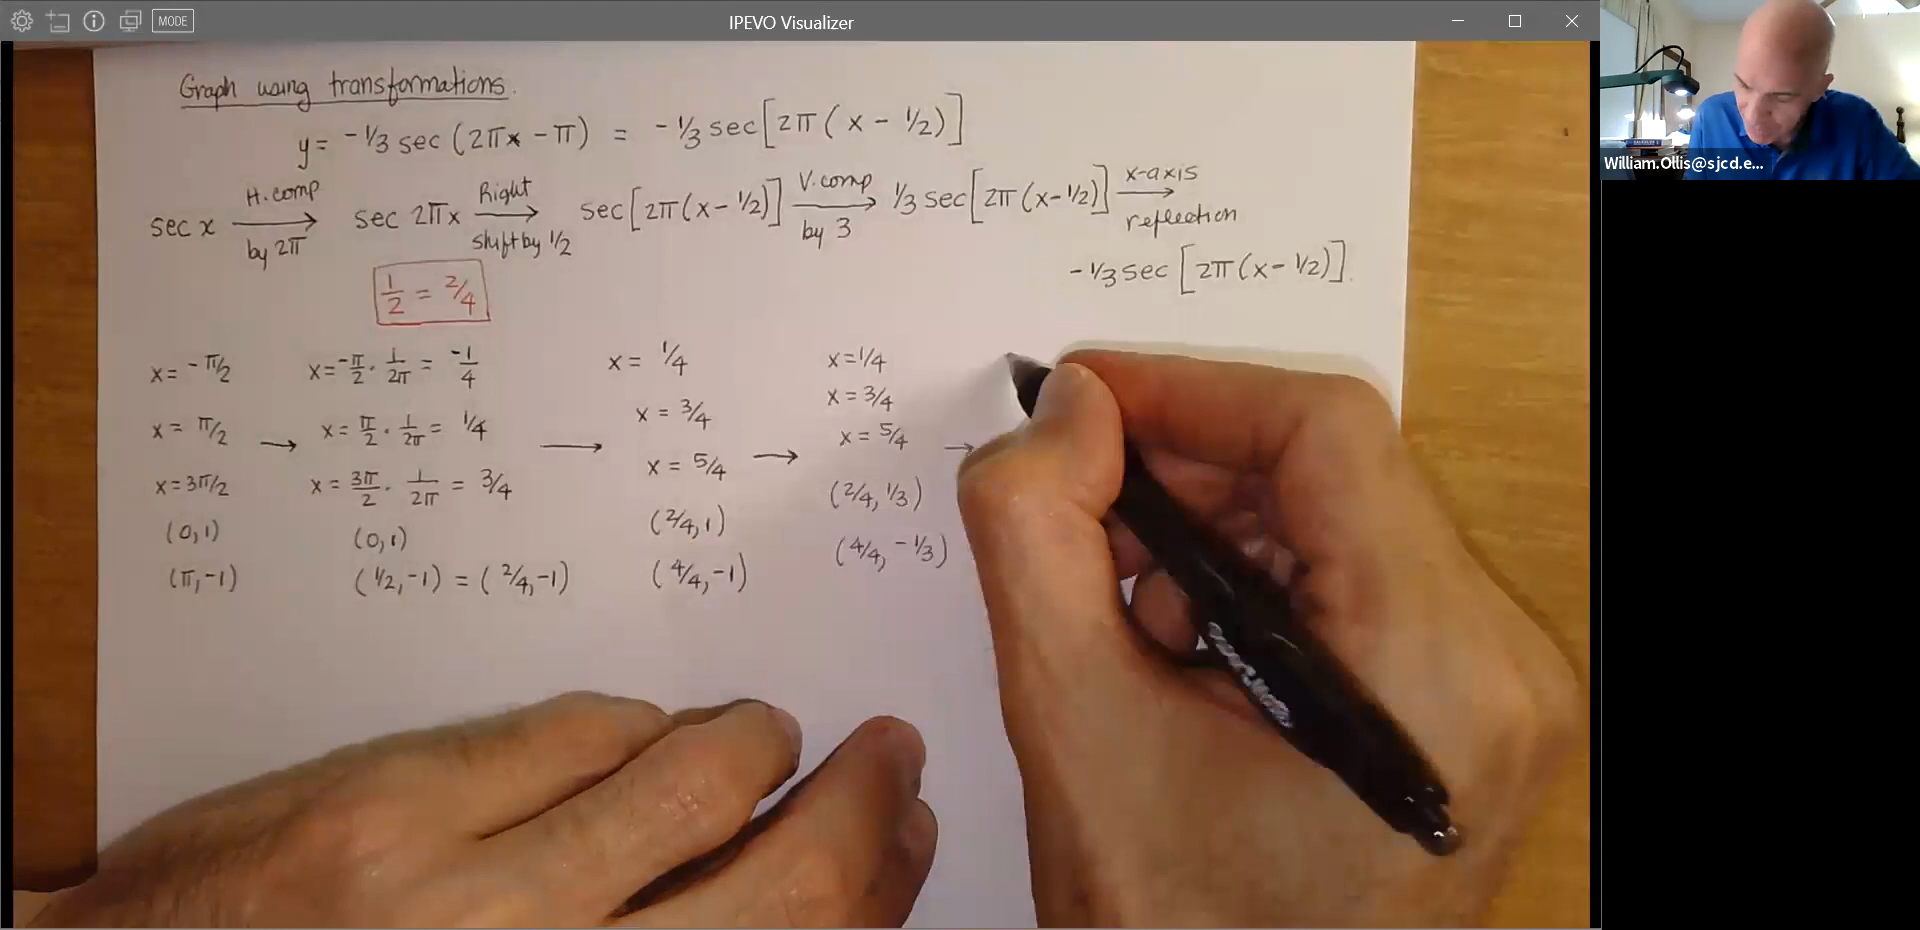 MODE
IPEVO Visualizer
William.Ollis@sjcd.e...
Graph using transformations.
y = -1/3 sec (2πx - π) = -1/3 sec [2π (x - 1/2)]
sec x H. comp → by 2π sec 2πx Right → shift by 1/2 sec [2π(x - 1/2)] V. comp → by 3 1/3 sec [2π(x - 1/2)] x-axis → reflection
-1/3 sec [2π(x - 1/2)].
1/2 = 2/4
x = -π/2
x = π/2 →
x = 3π/2
(0, 1)
(π, -1)
x = -π/2 · 1/2π = -1/4
x = π/2 · 1/2π = 1/4 →
x = 3π/2 · 1/2π = 3/4
(0, 1)
(1/2, -1) = (2/4, -1)
x = 1/4
x = 3/4
x = 5/4 →
(2/4, 1)
(4/4, -1)
x = 1/4
x = 3/4
x = 5/4 →
(2/4, 1/3)
(4/4, -1/3)